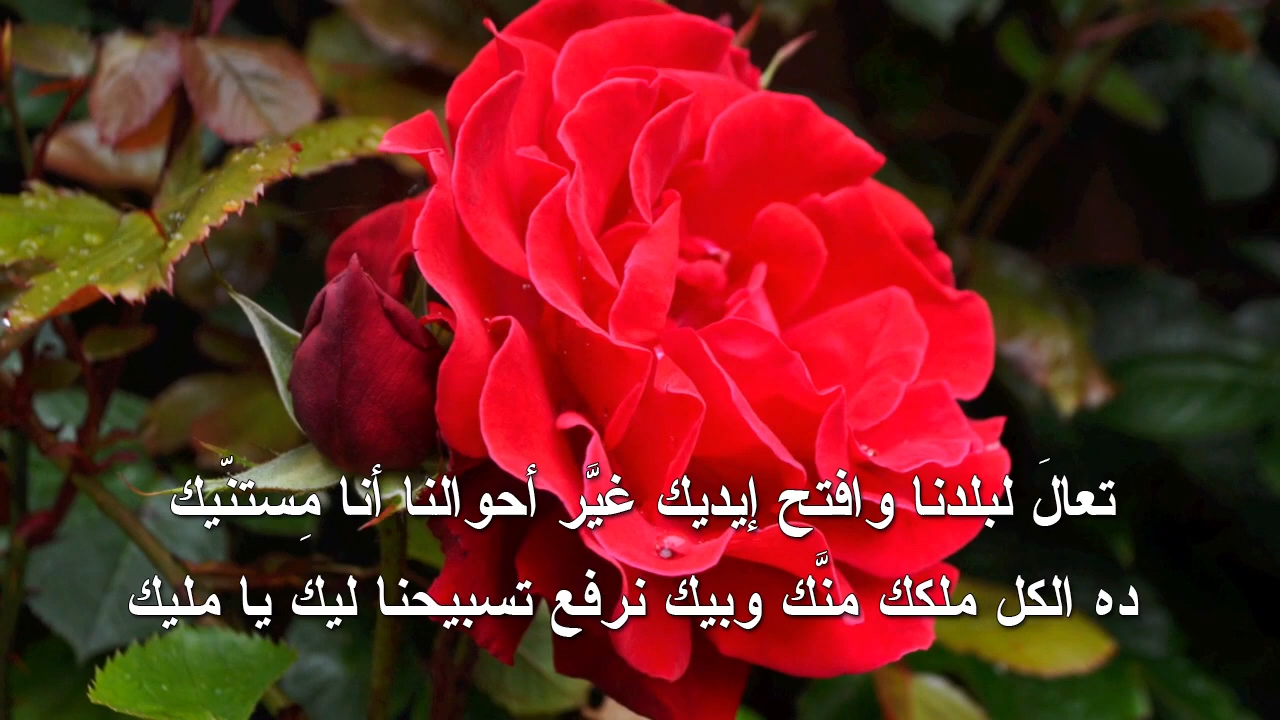 تعالَ لبلدنا وافتح إيديك غيَّر أحوالنا أنا مِستنّيك
ده الكل ملكك منَّك وبيك نرفع تسبيحنا ليك يا مليك